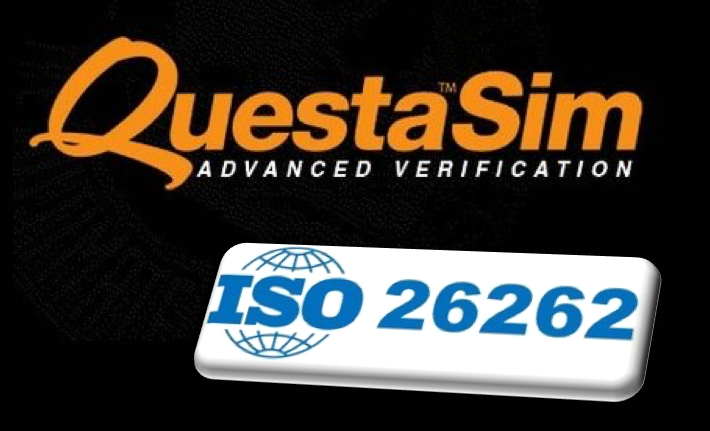 QuestaSim™
ADVANCED VERIFICATION
ISO 26262